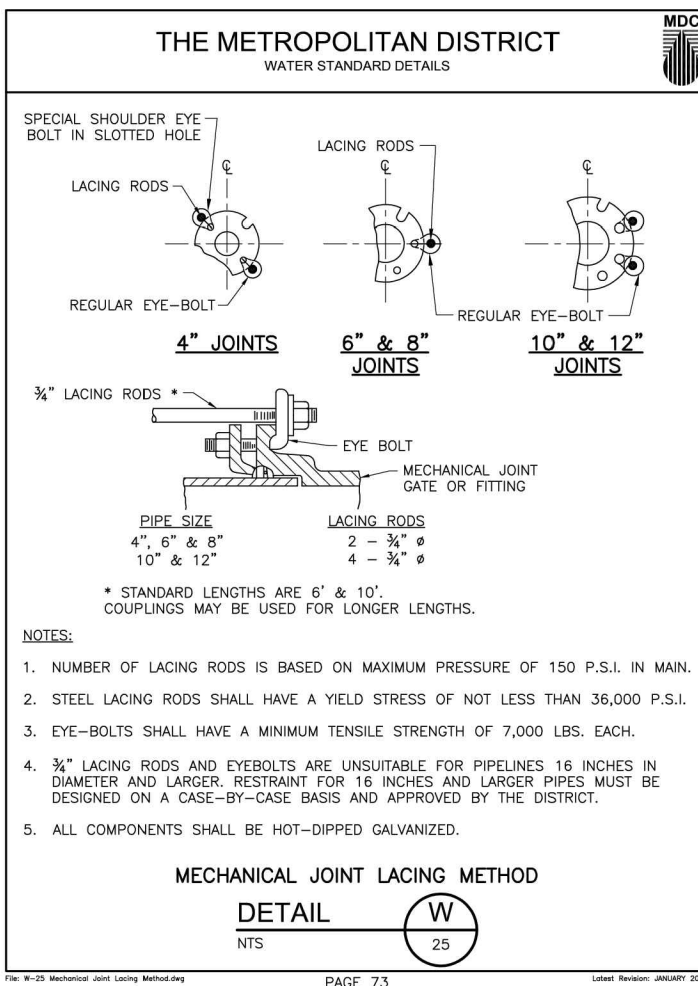 THE METROPOLITAN DISTRICT
WATER STANDARD DETAILS
MDC
SPECIAL SHOULDER EYE
BOLT IN SLOTTED HOLE
LACING RODS
℄
REGULAR EYE-BOLT
4" JOINTS
LACING RODS
℄
6" & 8"
JOINTS
℄
REGULAR EYE-BOLT
10" & 12"
JOINTS
¾" LACING RODS *
EYE BOLT
MECHANICAL JOINT
GATE OR FITTING
PIPE SIZE
4", 6" & 8"
10" & 12"
LACING RODS
2 - ¾" ø
4 - ¾" ø
* STANDARD LENGTHS ARE 6' & 10'.
COUPLINGS MAY BE USED FOR LONGER LENGTHS.
NOTES:
1. NUMBER OF LACING RODS IS BASED ON MAXIMUM PRESSURE OF 150 P.S.I. IN MAIN.
2. STEEL LACING RODS SHALL HAVE A YIELD STRESS OF NOT LESS THAN 36,000 P.S.I.
3. EYE-BOLTS SHALL HAVE A MINIMUM TENSILE STRENGTH OF 7,000 LBS. EACH.
4. ¾" LACING RODS AND EYEBOLTS ARE UNSUITABLE FOR PIPELINES 16 INCHES IN
DIAMETER AND LARGER. RESTRAINT FOR 16 INCHES AND LARGER PIPES MUST BE
DESIGNED ON A CASE-BY-CASE BASIS AND APPROVED BY THE DISTRICT.
5. ALL COMPONENTS SHALL BE HOT-DIPPED GALVANIZED.
MECHANICAL JOINT LACING METHOD
DETAIL
NTS
W
25
File: W-25 Mechanical Joint Lacing Method.dwg
PAGE 73
Latest Revision: JANUARY 20